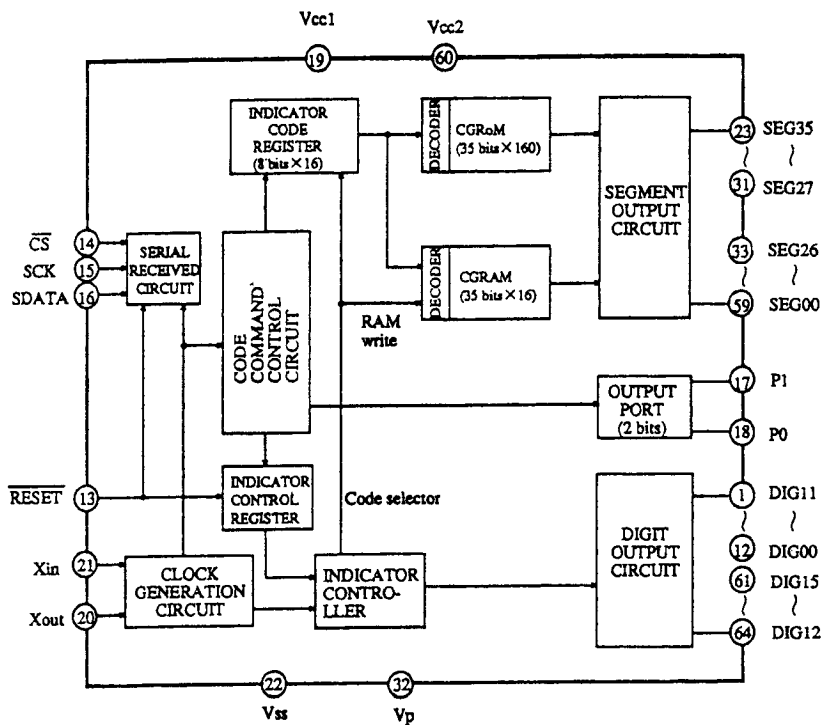 Vcc1
Vcc2
19
60
INDICATOR
CODE
REGISTER
(8 bits×16)
DECODER
CGRoM
(35 bits×160)
SEGMENT
OUTPUT
CIRCUIT
23 SEG35
~ ~
31 SEG27
33 SEG26
~ ~
59 SEG00
CS 14
SCK 15
SDATA 16
SERIAL
RECEIVED
CIRCUIT
CODE
COMMAND'
CONTROL
CIRCUIT
DECODER
CGRAM
(35 bits×16)
RAM
write
OUTPUT
PORT
(2 bits)
17 P1
18 P0
RESET 13
INDICATOR
CONTROL
REGISTER
Code selector
DIGIT
OUTPUT
CIRCUIT
1 DIG11
~ ~
12 DIG00
61 DIG15
~ ~
64 DIG12
Xin 21
Xout 20
CLOCK
GENERATION
CIRCUIT
INDICATOR
CONTRO-
LLER
22
32
Vss
Vp